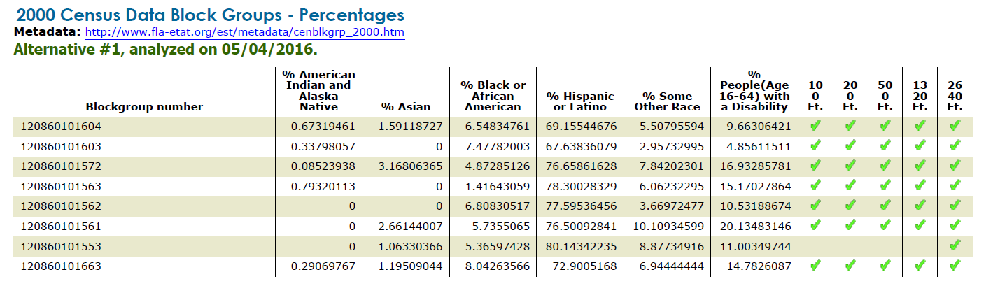 2000 Census Data Block Groups - Percentages
Metadata: http://www.fla-etat.org/est/metadata/cenblkgrp_2000.htm
Alternative #1, analyzed on 05/04/2016.
Blockgroup number % American Indian and Alaska Native % Asian % Black or African American % Hispanic or Latino % Some Other Race % People(Age 16-64) with a Disability 100 Ft. 200 Ft. 500 Ft. 1320 Ft. 2640 Ft.
120860101604 0.67319461 1.59118727 6.54834761 69.15544676 5.50795594 9.66306421 ✔ ✔ ✔ ✔ ✔
120860101603 0.33798057 0 7.47782003 67.63836079 2.95732995 4.85611511 ✔ ✔ ✔ ✔ ✔
120860101572 0.08523938 3.16806365 4.87285126 76.65861628 7.84202301 16.93285781 ✔ ✔ ✔ ✔ ✔
120860101563 0.79320113 0 1.41643059 78.30028329 6.06232295 15.17027864 ✔ ✔ ✔ ✔ ✔
120860101562 0 0 6.80830517 77.59536456 3.66972477 10.53188674 ✔ ✔ ✔ ✔ ✔
120860101561 0 2.66144007 5.7355065 76.50092841 10.10934599 20.13483146 ✔ ✔ ✔ ✔ ✔
120860101553 0 1.06330366 5.36597428 80.14342235 8.87734916 11.00349744 ✔
120860101663 0.29069767 1.19509044 8.04263566 72.9005168 6.94444444 14.7826087 ✔ ✔ ✔ ✔ ✔